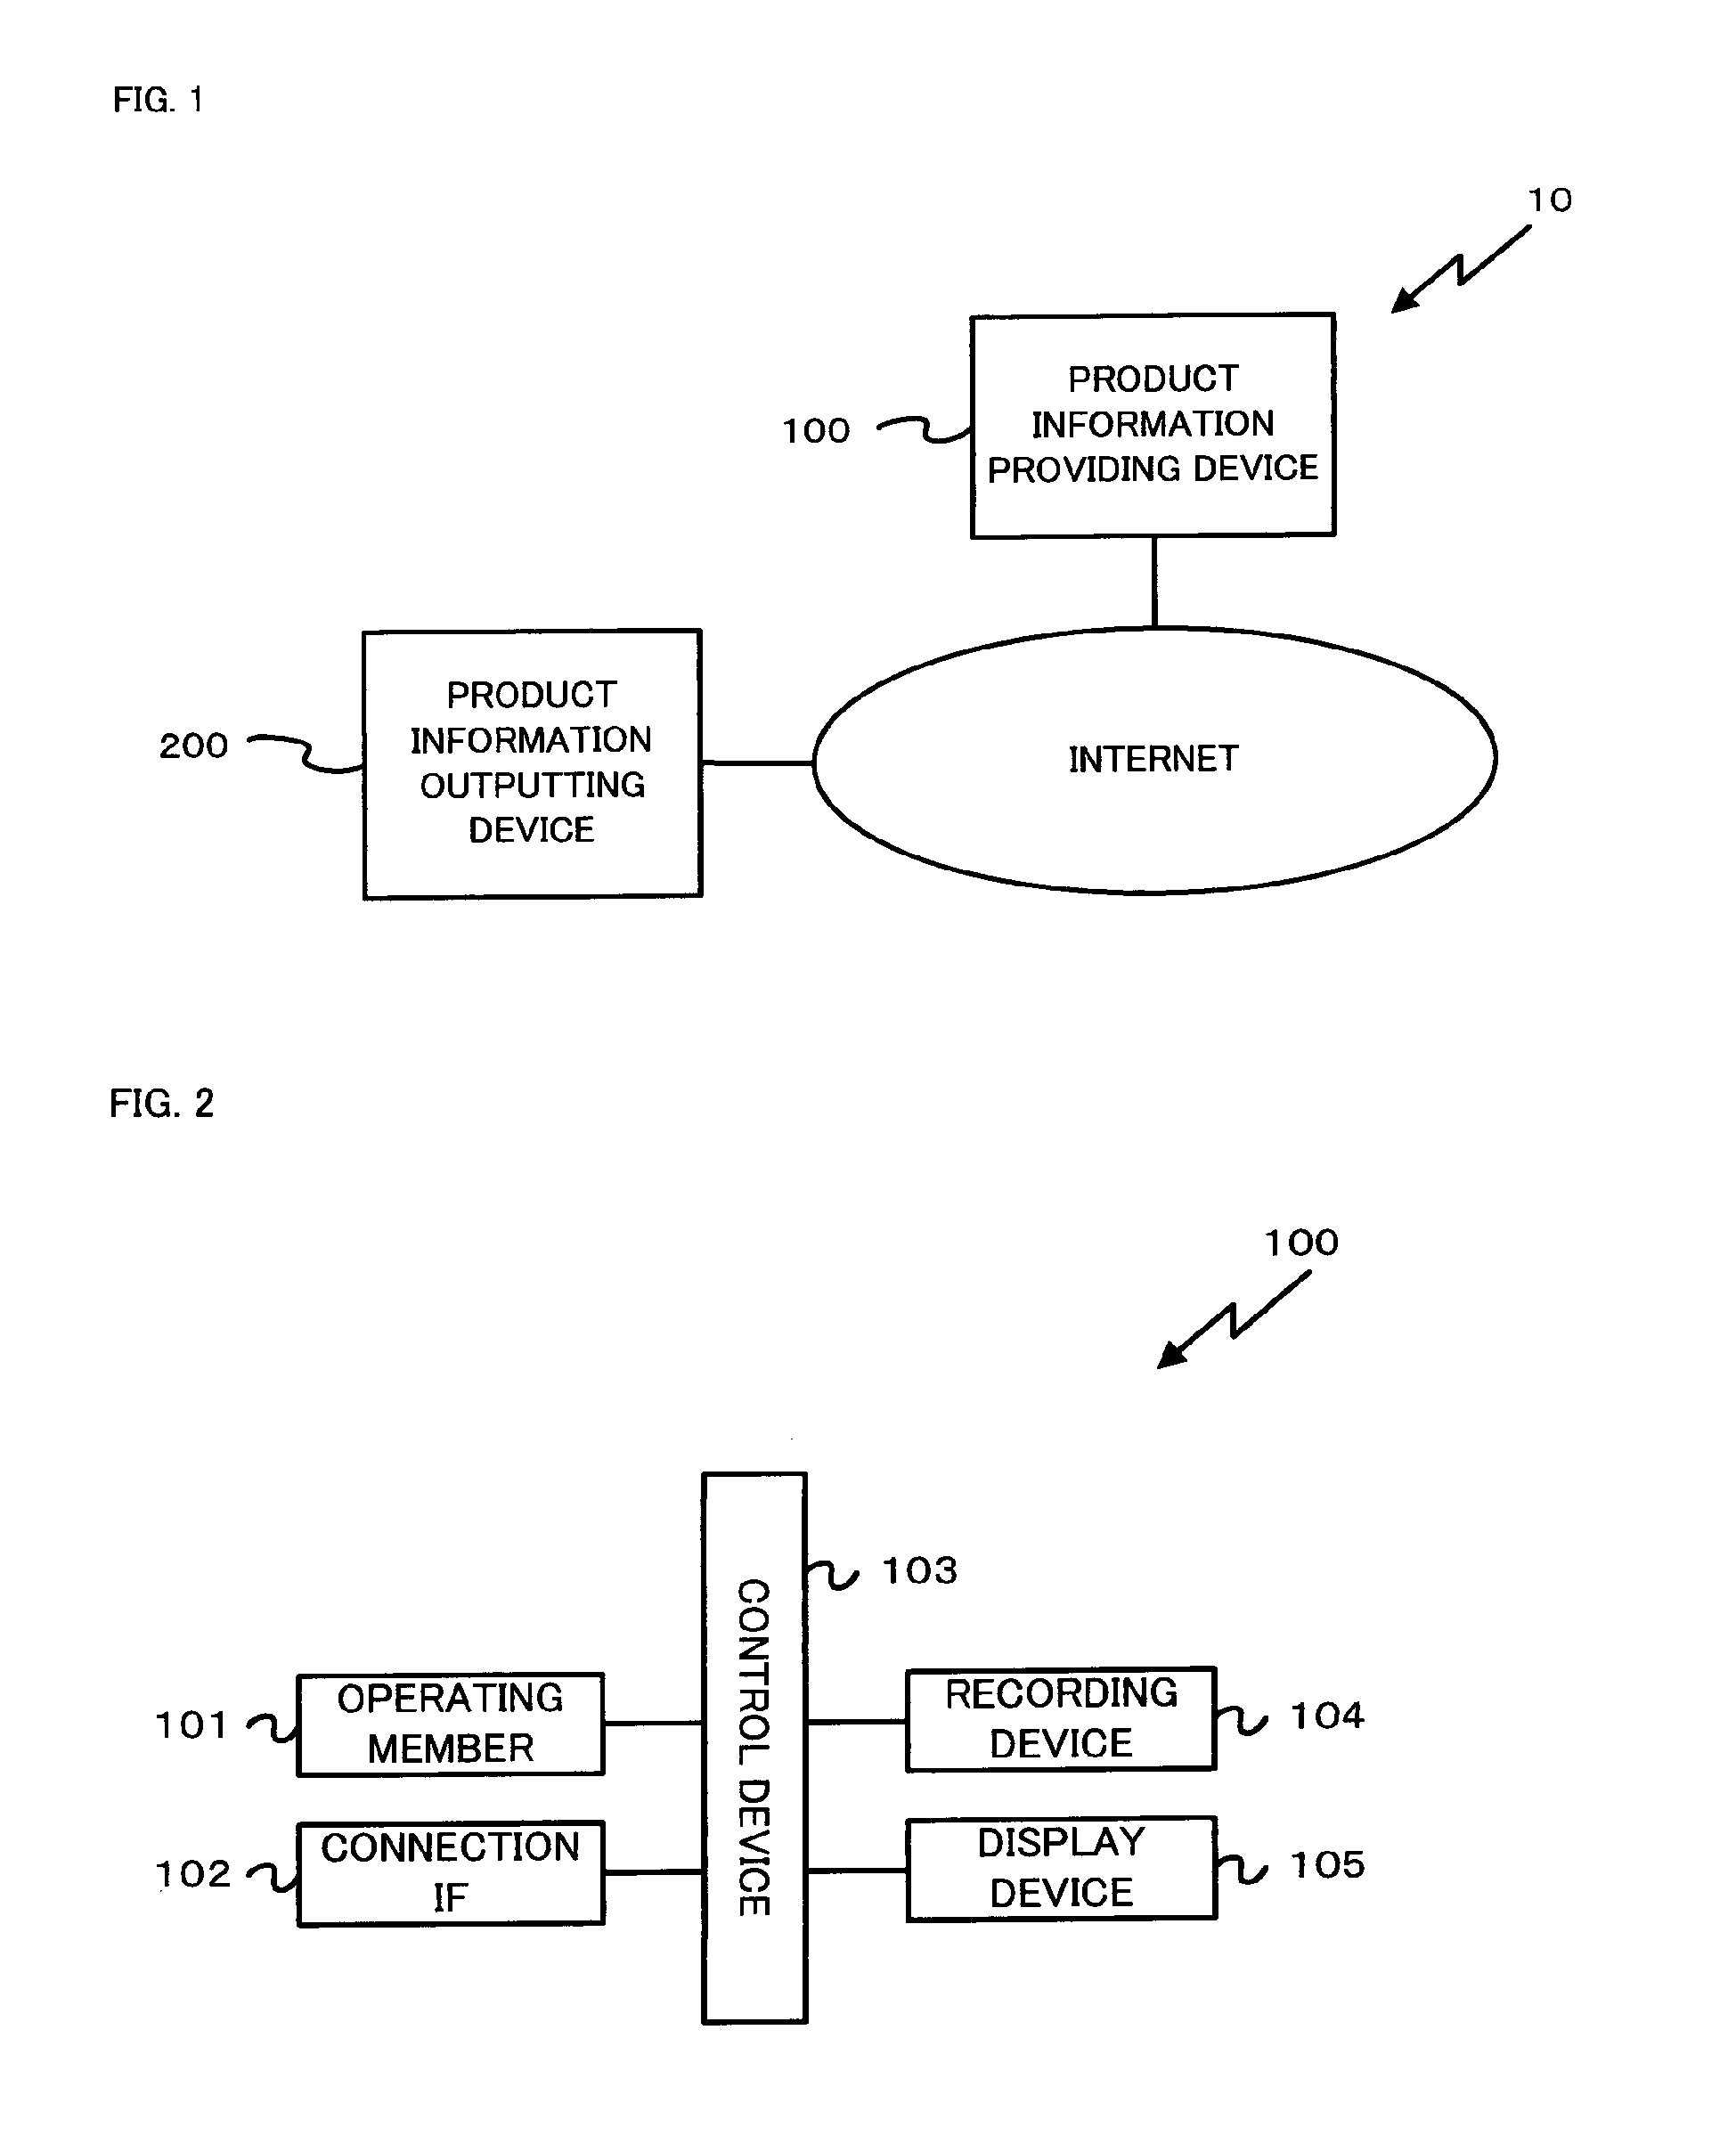 FIG. 1
10
PRODUCT
INFORMATION
PROVIDING DEVICE
100
PRODUCT
INFORMATION
OUTPUTTING
DEVICE
200
INTERNET
FIG. 2
100
CONTROL DEVICE
103
OPERATING
MEMBER
101
RECORDING
DEVICE
104
CONNECTION
IF
102
DISPLAY
DEVICE
105